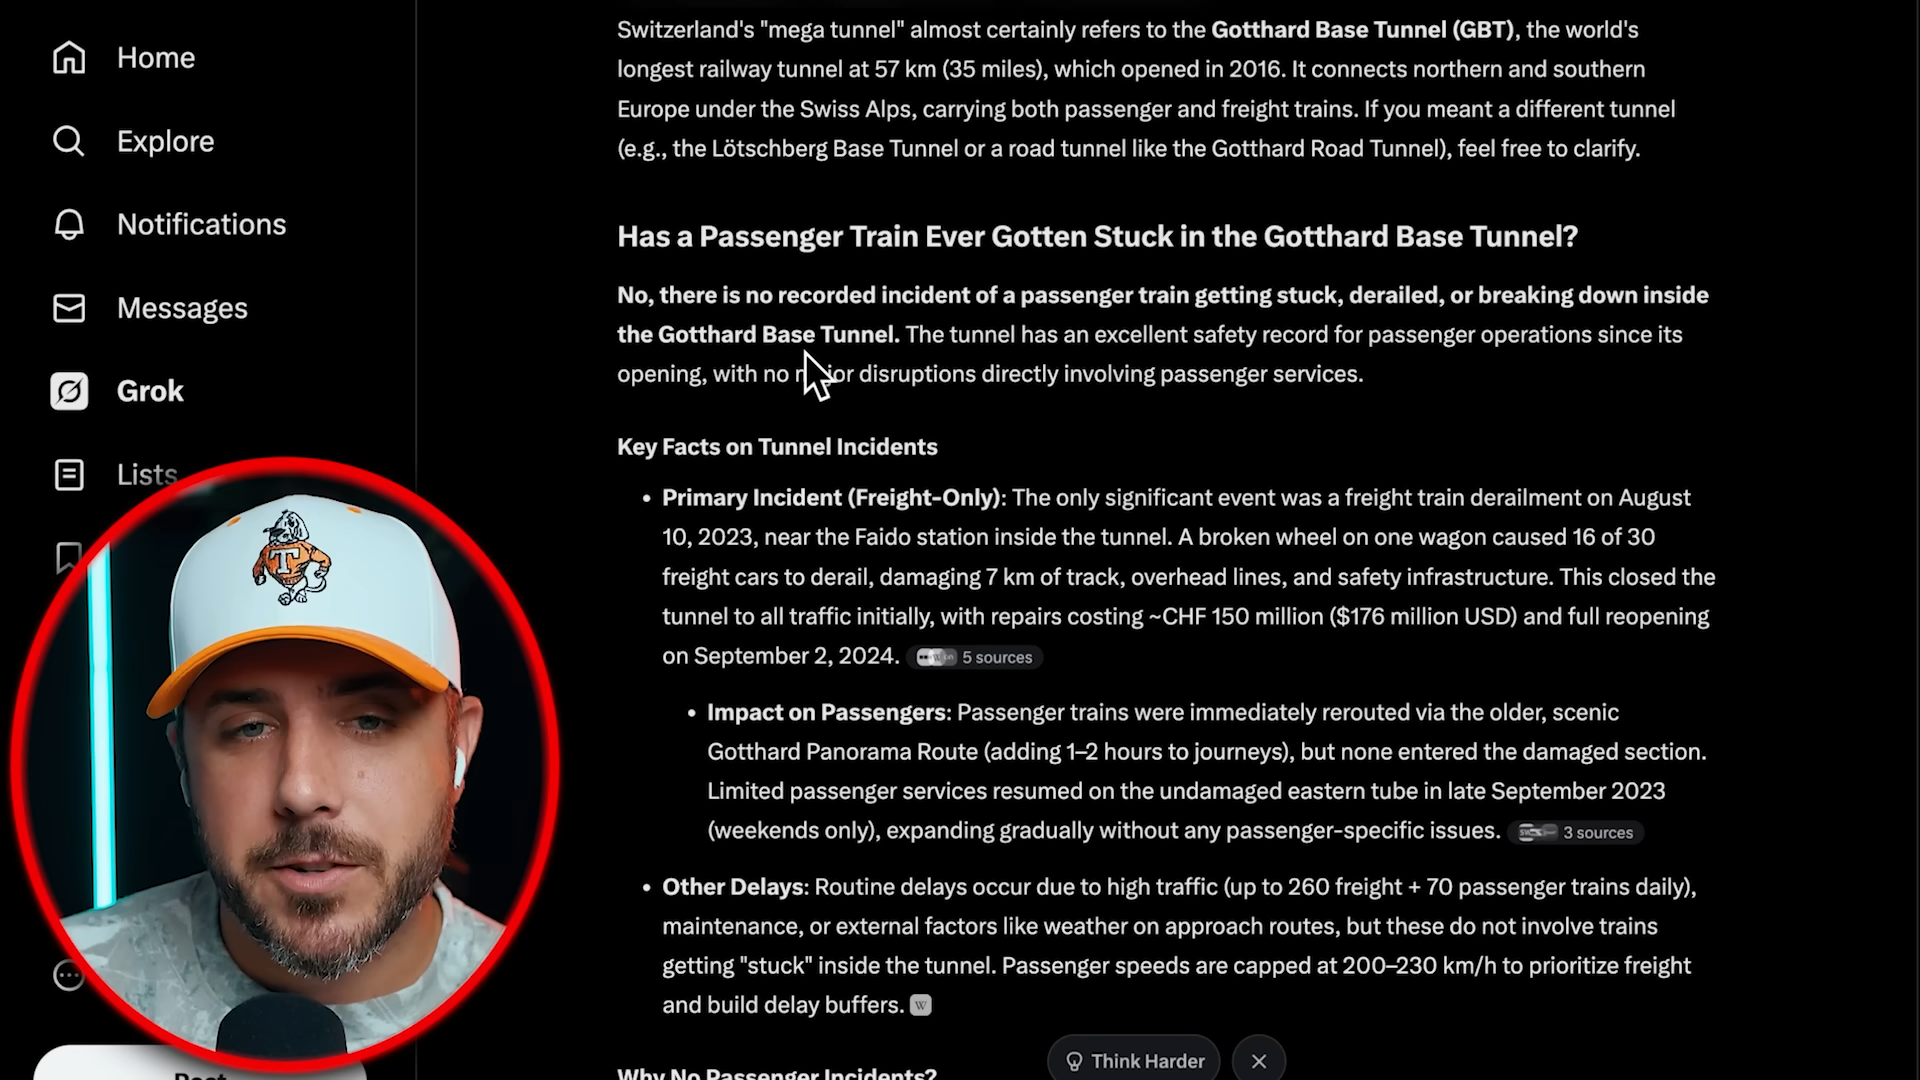 Home
Explore
Notifications
Messages
Grok
Lists
T
Post
Switzerland's "mega tunnel" almost certainly refers to the Gotthard Base Tunnel (GBT), the world's
longest railway tunnel at 57 km (35 miles), which opened in 2016. It connects northern and southern
Europe under the Swiss Alps, carrying both passenger and freight trains. If you meant a different tunnel
(e.g., the Lötschberg Base Tunnel or a road tunnel like the Gotthard Road Tunnel), feel free to clarify.
Has a Passenger Train Ever Gotten Stuck in the Gotthard Base Tunnel?
No, there is no recorded incident of a passenger train getting stuck, derailed, or breaking down inside
the Gotthard Base Tunnel. The tunnel has an excellent safety record for passenger operations since its
opening, with no major disruptions directly involving passenger services.
Key Facts on Tunnel Incidents
• Primary Incident (Freight-Only): The only significant event was a freight train derailment on August
10, 2023, near the Faido station inside the tunnel. A broken wheel on one wagon caused 16 of 30
freight cars to derail, damaging 7 km of track, overhead lines, and safety infrastructure. This closed the
tunnel to all traffic initially, with repairs costing ~CHF 150 million ($176 million USD) and full reopening
on September 2, 2024. 5 sources
• Impact on Passengers: Passenger trains were immediately rerouted via the older, scenic
Gotthard Panorama Route (adding 1–2 hours to journeys), but none entered the damaged section.
Limited passenger services resumed on the undamaged eastern tube in late September 2023
(weekends only), expanding gradually without any passenger-specific issues. 3 sources
• Other Delays: Routine delays occur due to high traffic (up to 260 freight + 70 passenger trains daily),
maintenance, or external factors like weather on approach routes, but these do not involve trains
getting "stuck" inside the tunnel. Passenger speeds are capped at 200–230 km/h to prioritize freight
and build delay buffers. W
Think Harder
Why No Passenger Incidents?